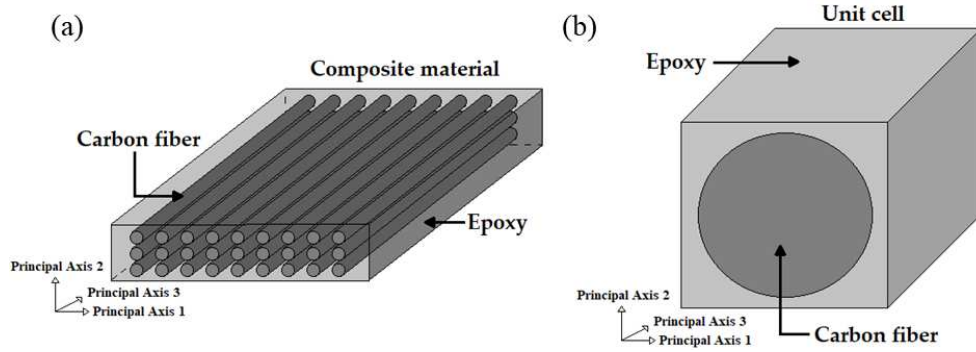 (a)
Composite material
Carbon fiber
Epoxy
Principal Axis 2
Principal Axis 3
Principal Axis 1
(b)
Unit cell
Epoxy
Principal Axis 2
Principal Axis 3
Principal Axis 1
Carbon fiber